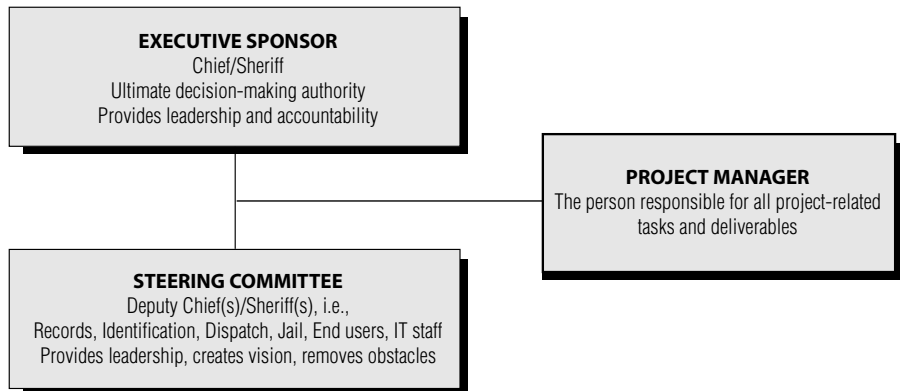 EXECUTIVE SPONSOR
Chief/Sheriff
Ultimate decision-making authority
Provides leadership and accountability
PROJECT MANAGER
The person responsible for all project-related
tasks and deliverables
STEERING COMMITTEE
Deputy Chief(s)/Sheriff(s), i.e.,
Records, Identification, Dispatch, Jail, End users, IT staff
Provides leadership, creates vision, removes obstacles